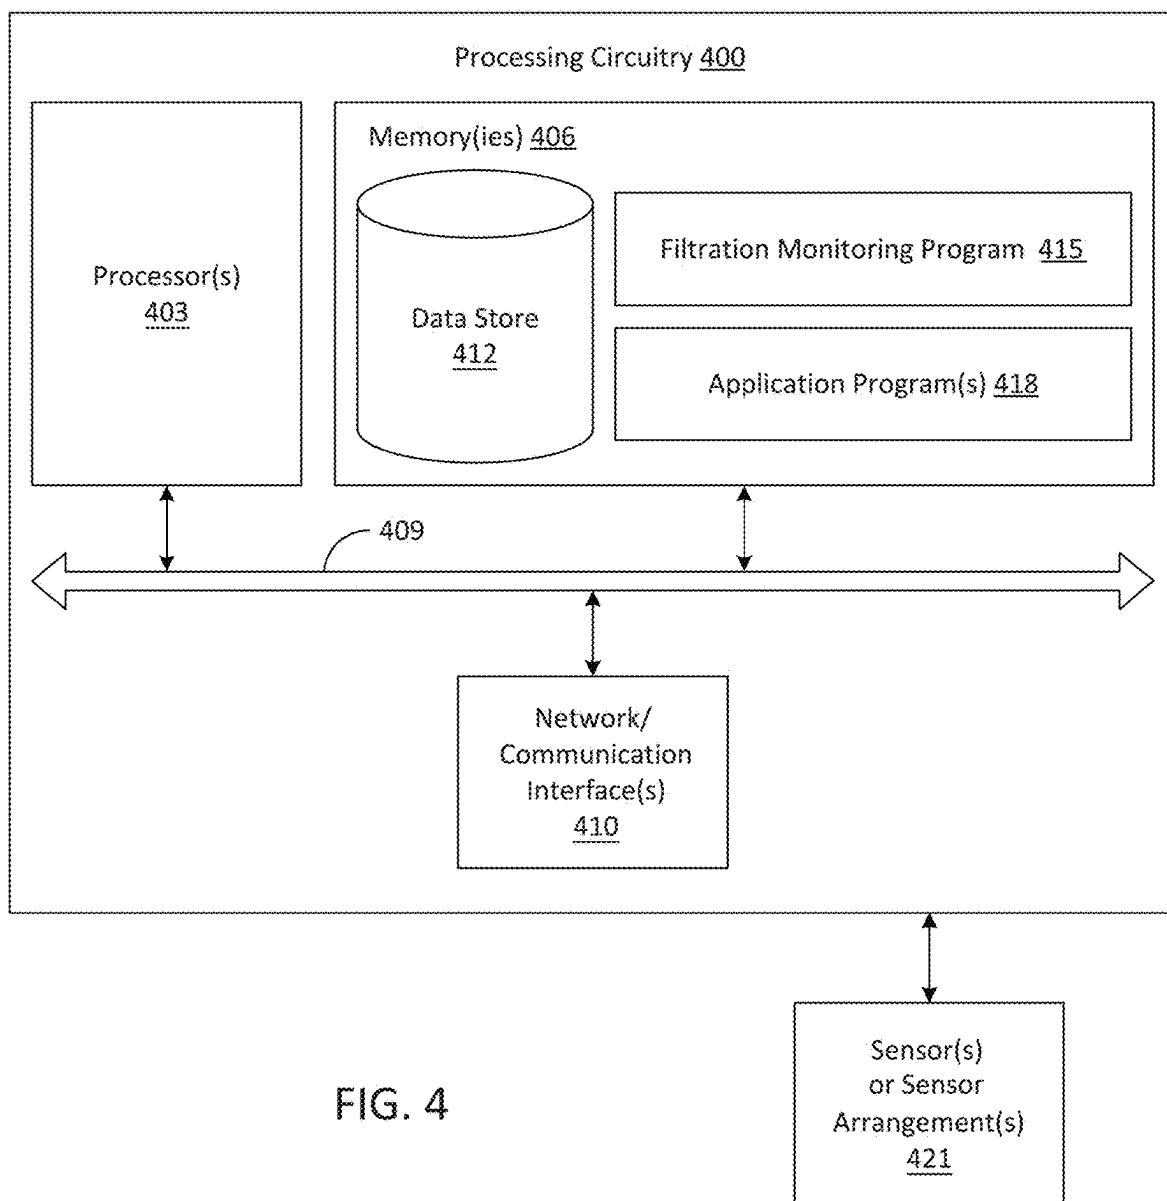 Processing Circuitry 400
Processor(s)
403
Memory(ies) 406
Data Store
412
Filtration Monitoring Program 415
Application Program(s) 418
409
Network/
Communication
Interface(s)
410
Sensor(s)
or Sensor
Arrangement(s)
421
FIG. 4